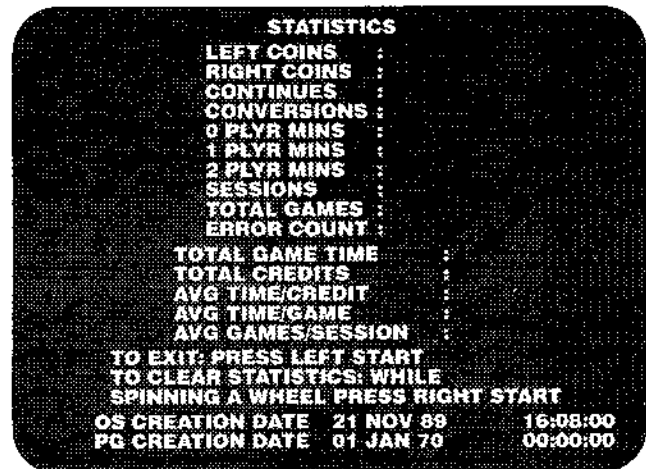 STATISTICS
LEFT COINS :
RIGHT COINS :
CONTINUES :
CONVERSIONS :
0 PLYR MINS :
1 PLYR MINS :
2 PLYR MINS :
SESSIONS :
TOTAL GAMES :
ERROR COUNT :
TOTAL GAME TIME :
TOTAL CREDITS :
AVG TIME/CREDIT :
AVG TIME/GAME :
AVG GAMES/SESSION :
TO EXIT: PRESS LEFT START
TO CLEAR STATISTICS: WHILE
SPINNING A WHEEL PRESS RIGHT START
OS CREATION DATE 21 NOV 89 16:08:00
PG CREATION DATE 01 JAN 70 00:00:00